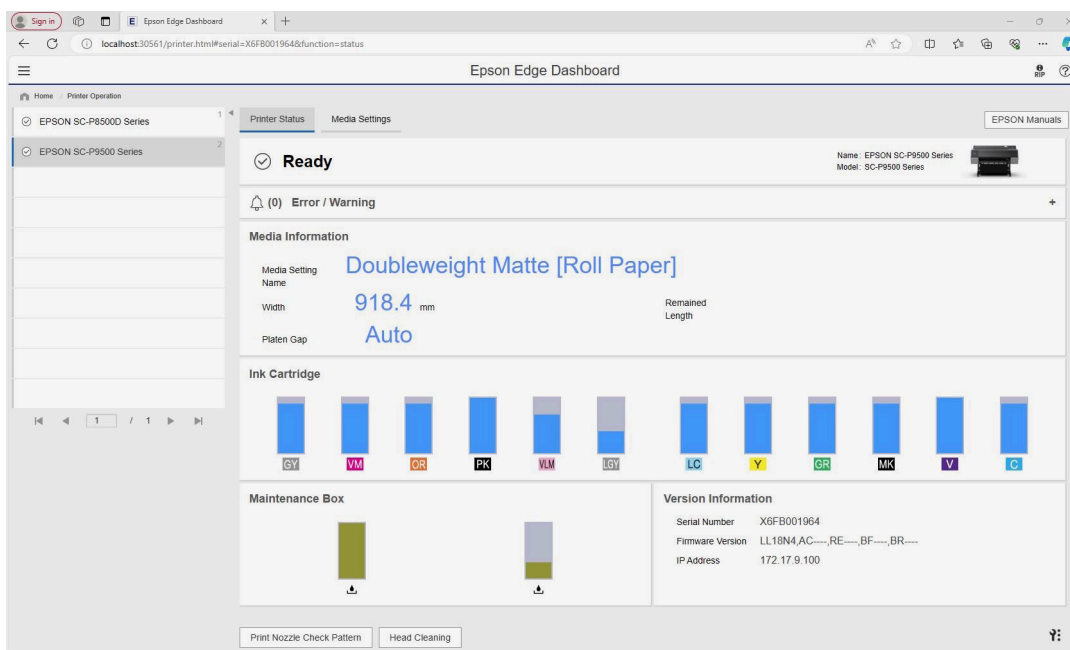 Sign in
E Epson Edge Dashboard
localhost:30561/printer.html#serial=X6FB001964&function=status
Epson Edge Dashboard
RIP
Home / Printer Operation
EPSON SC-P8500D Series 1
EPSON SC-P9500 Series 2
1 / 1
Printer Status Media Settings
EPSON Manuals
Ready
Name: EPSON SC-P9500 Series
Model: SC-P9500 Series
(0) Error / Warning
+
Media Information
Media Setting Name Doubleweight Matte [Roll Paper]
Width 918.4 mm
Remained Length
Platen Gap Auto
Ink Cartridge
GY VM OR PK VLM LGY LC Y GR MK V C
Maintenance Box
Version Information
Serial Number X6FB001964
Firmware Version LL18N4,AC----,RE----,BF----,BR----
IP Address 172.17.9.100
Print Nozzle Check Pattern Head Cleaning